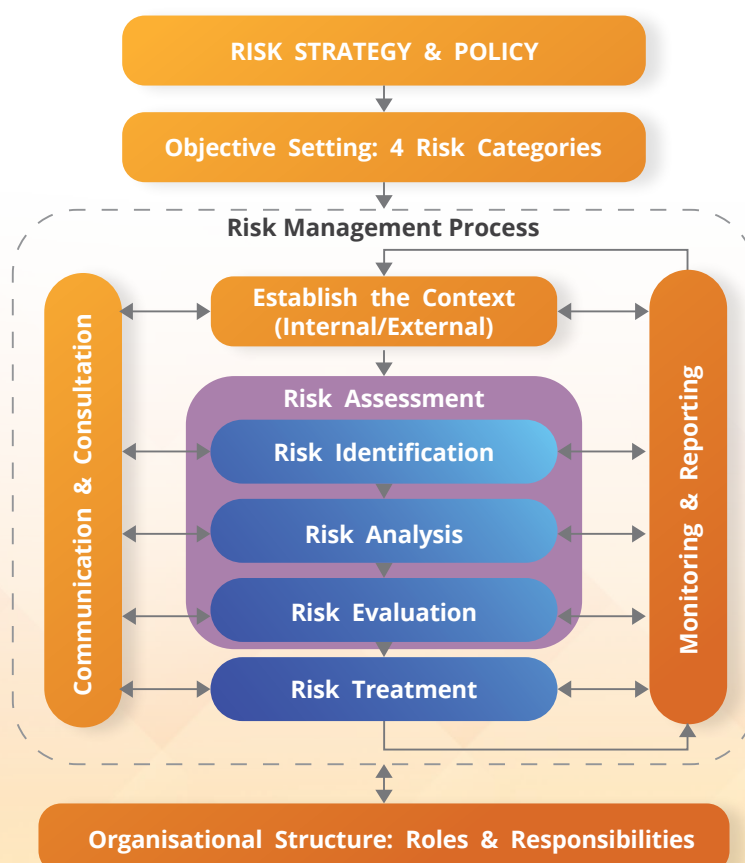 RISK STRATEGY & POLICY
Objective Setting: 4 Risk Categories
Risk Management Process
Establish the Context
(Internal/External)
Communication & Consultation
Risk Assessment
Risk Identification
Risk Analysis
Risk Evaluation
Risk Treatment
Monitoring & Reporting
Organisational Structure: Roles & Responsibilities